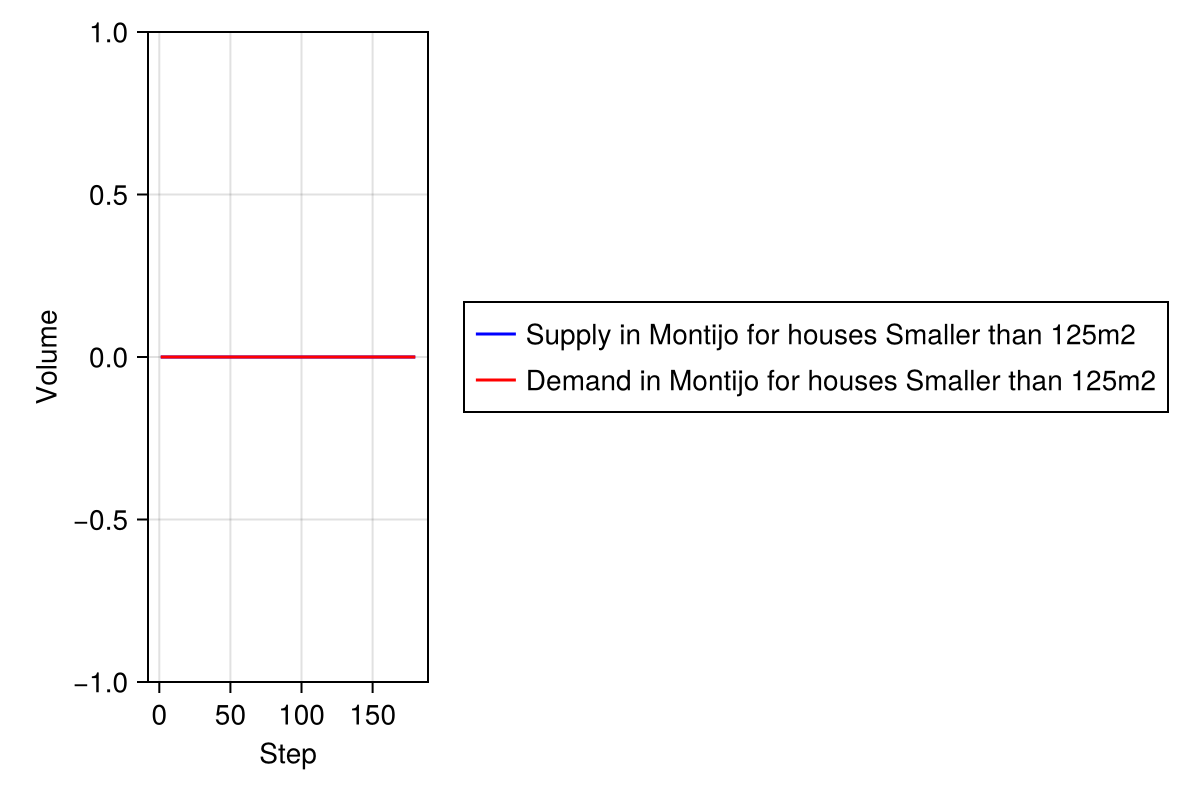 1.0
0.5
0.0
−0.5
−1.0
Volume
0 50 100 150
Step
Supply in Montijo for houses Smaller than 125m2
Demand in Montijo for houses Smaller than 125m2